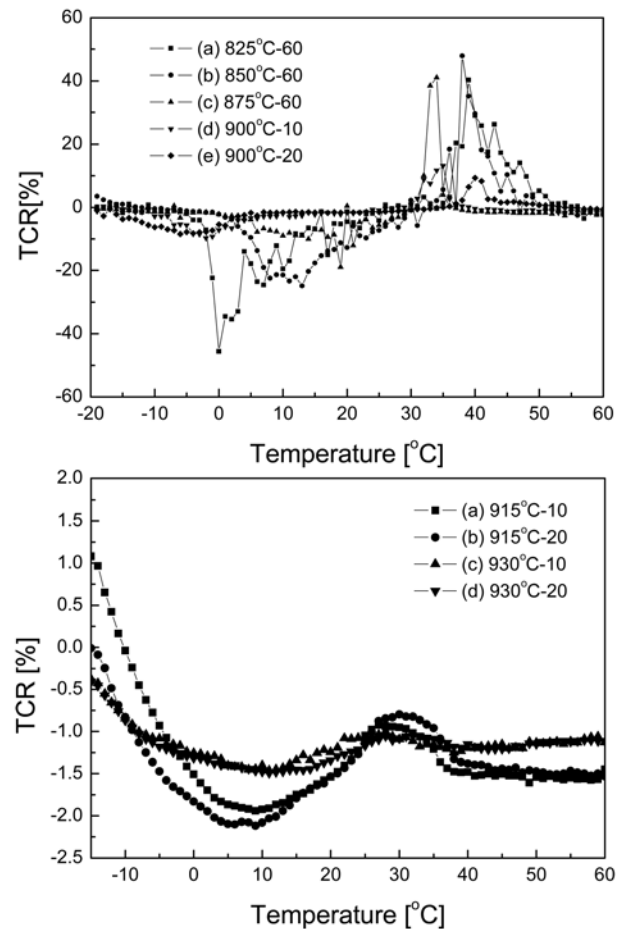 60
40
20
0
-20
-40
-60
TCR[%]
(a) 825°C-60
(b) 850°C-60
(c) 875°C-60
(d) 900°C-10
(e) 900°C-20
-20 -10 0 10 20 30 40 50 60
Temperature [°C]
2.0
1.5
1.0
0.5
0.0
-0.5
-1.0
-1.5
-2.0
-2.5
TCR [%]
(a) 915°C-10
(b) 915°C-20
(c) 930°C-10
(d) 930°C-20
-10 0 10 20 30 40 50 60
Temperature [°C]